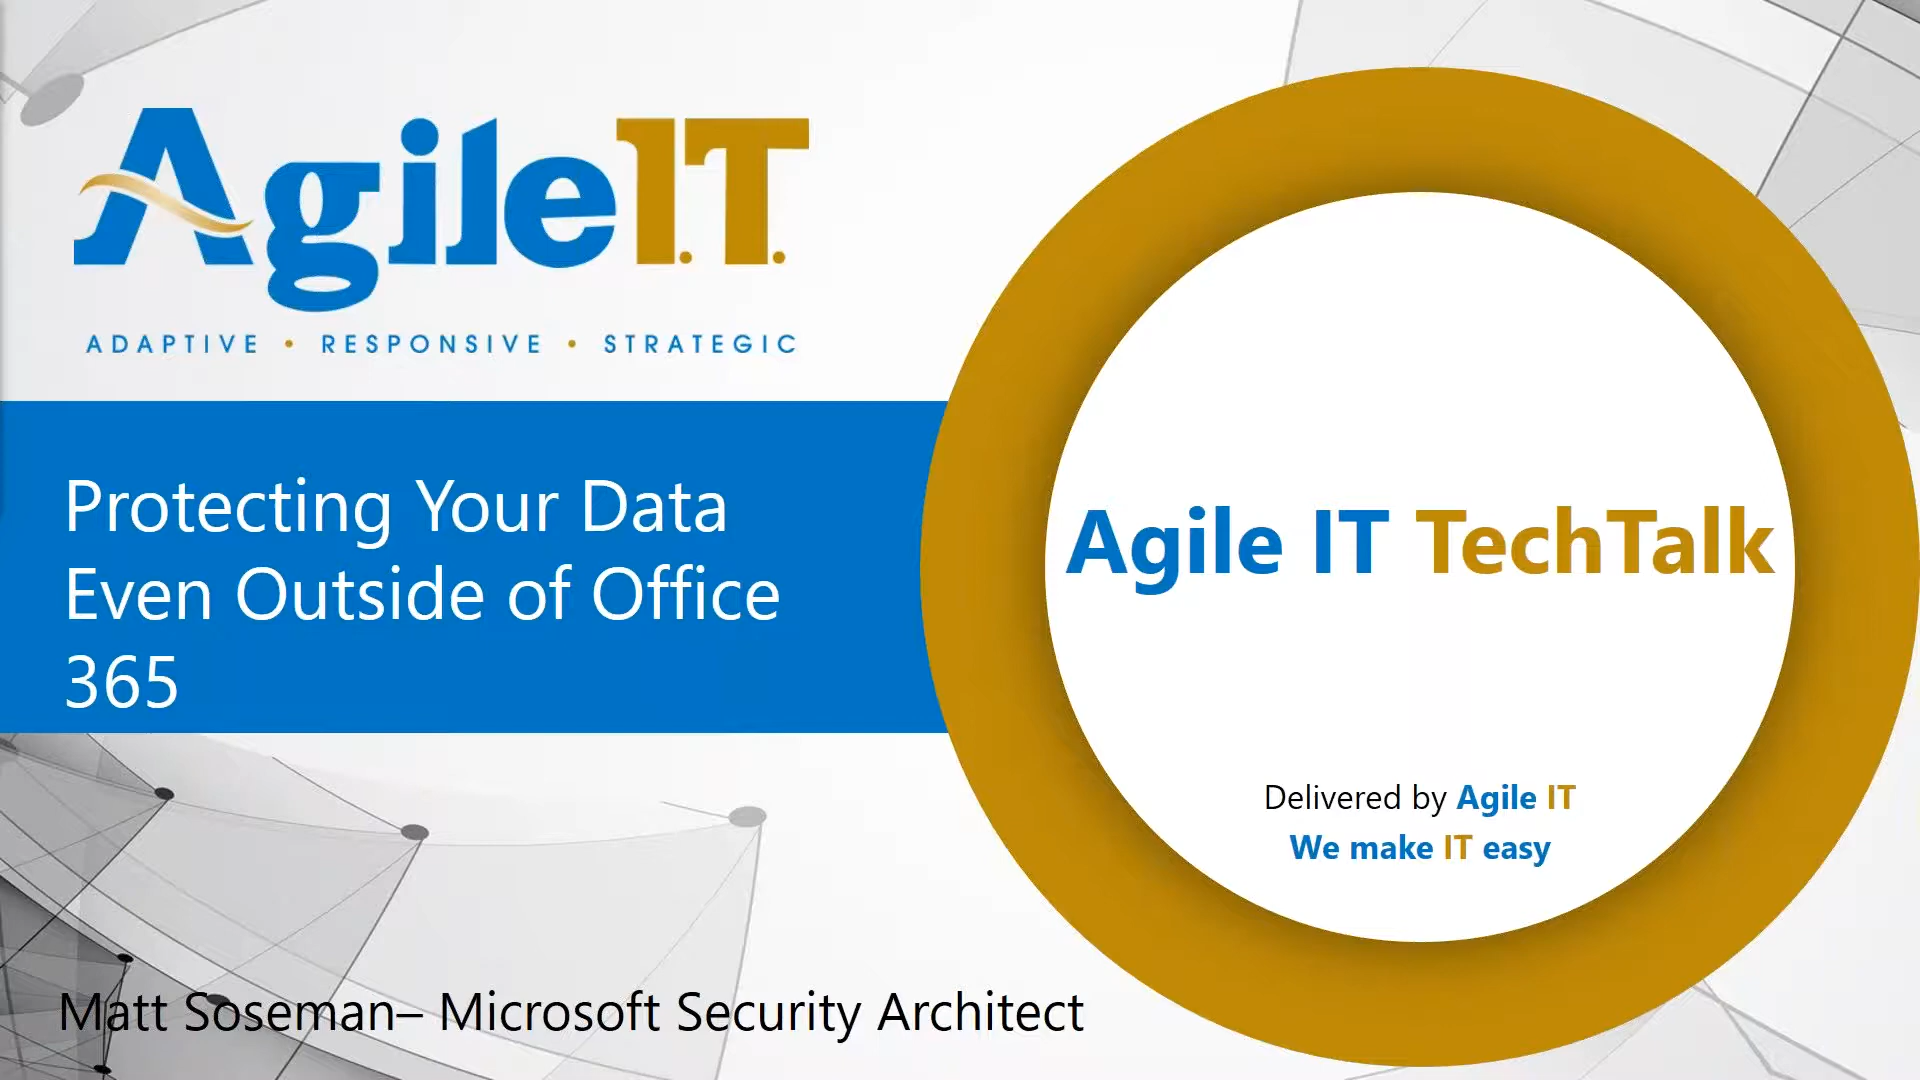 AgileI.T.
ADAPTIVE • RESPONSIVE • STRATEGIC
Protecting Your Data
Even Outside of Office
365
Agile IT TechTalk
Delivered by Agile IT
We make IT easy
Matt Soseman– Microsoft Security Architect